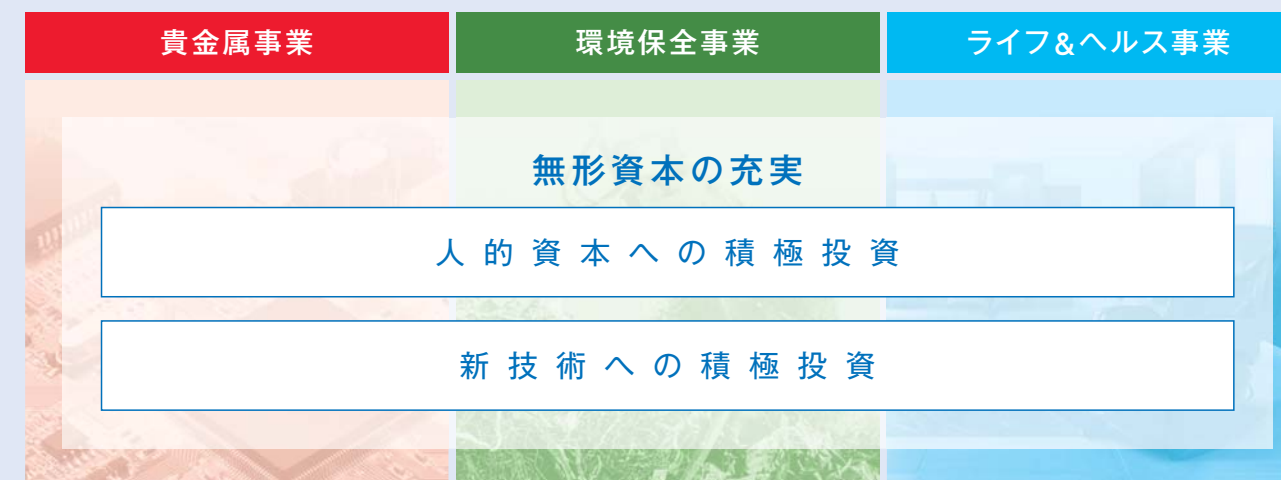 貴金属事業
環境保全事業
ライフ&ヘルス事業
無形資本の充実
人的資本への積極投資
新技術への積極投資